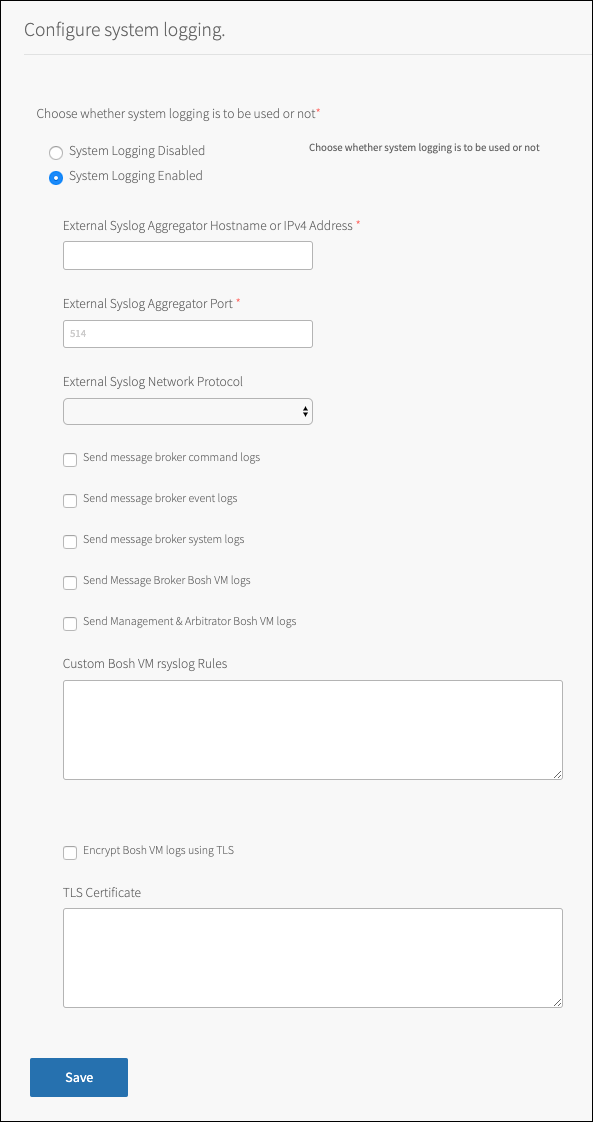 Configure system logging.
Choose whether system logging is to be used or not*
System Logging Disabled
Choose whether system logging is to be used or not
System Logging Enabled
External Syslog Aggregator Hostname or IPv4 Address *
External Syslog Aggregator Port *
514
External Syslog Network Protocol
Send message broker command logs
Send message broker event logs
Send message broker system logs
Send Message Broker Bosh VM logs
Send Management & Arbitrator Bosh VM logs
Custom Bosh VM rsyslog Rules
Encrypt Bosh VM logs using TLS
TLS Certificate
Save